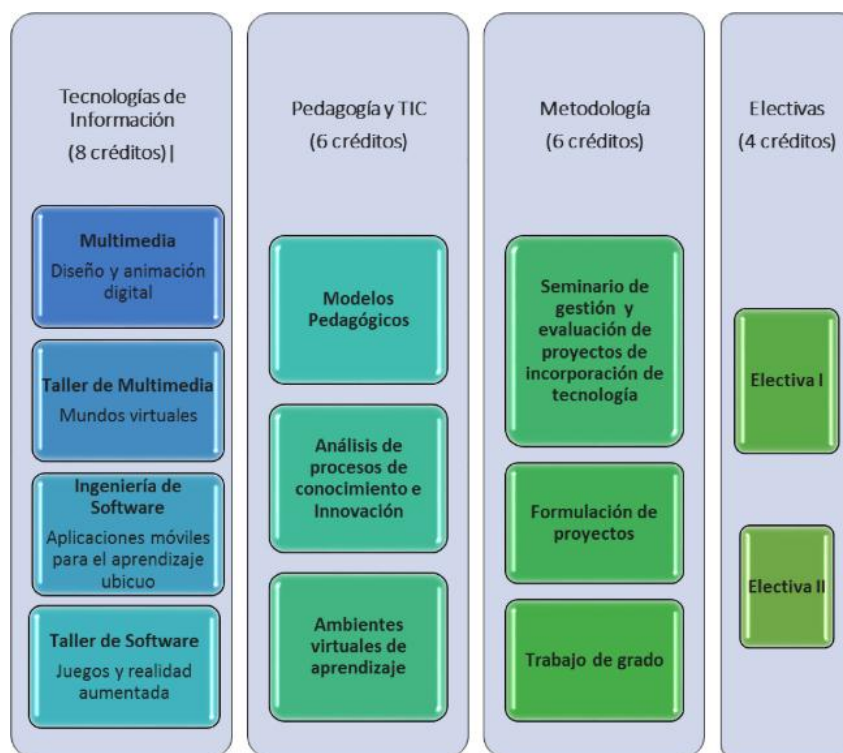 Tecnologías de
Información
(8 créditos)|
Multimedia
Diseño y animación
digital
Taller de Multimedia
Mundos virtuales
Ingeniería de
Software
Aplicaciones móviles
para el aprendizaje
ubicuo
Taller de Software
Juegos y realidad
aumentada
Pedagogía y TIC
(6 créditos)
Modelos
Pedagógicos
Análisis de
procesos de
conocimiento e
Innovación
Ambientes
virtuales de
aprendizaje
Metodología
(6 créditos)
Seminario de
gestión y
evaluación de
proyectos de
incorporación de
tecnología
Formulación de
proyectos
Trabajo de grado
Electivas
(4 créditos)
Electiva I
Electiva II